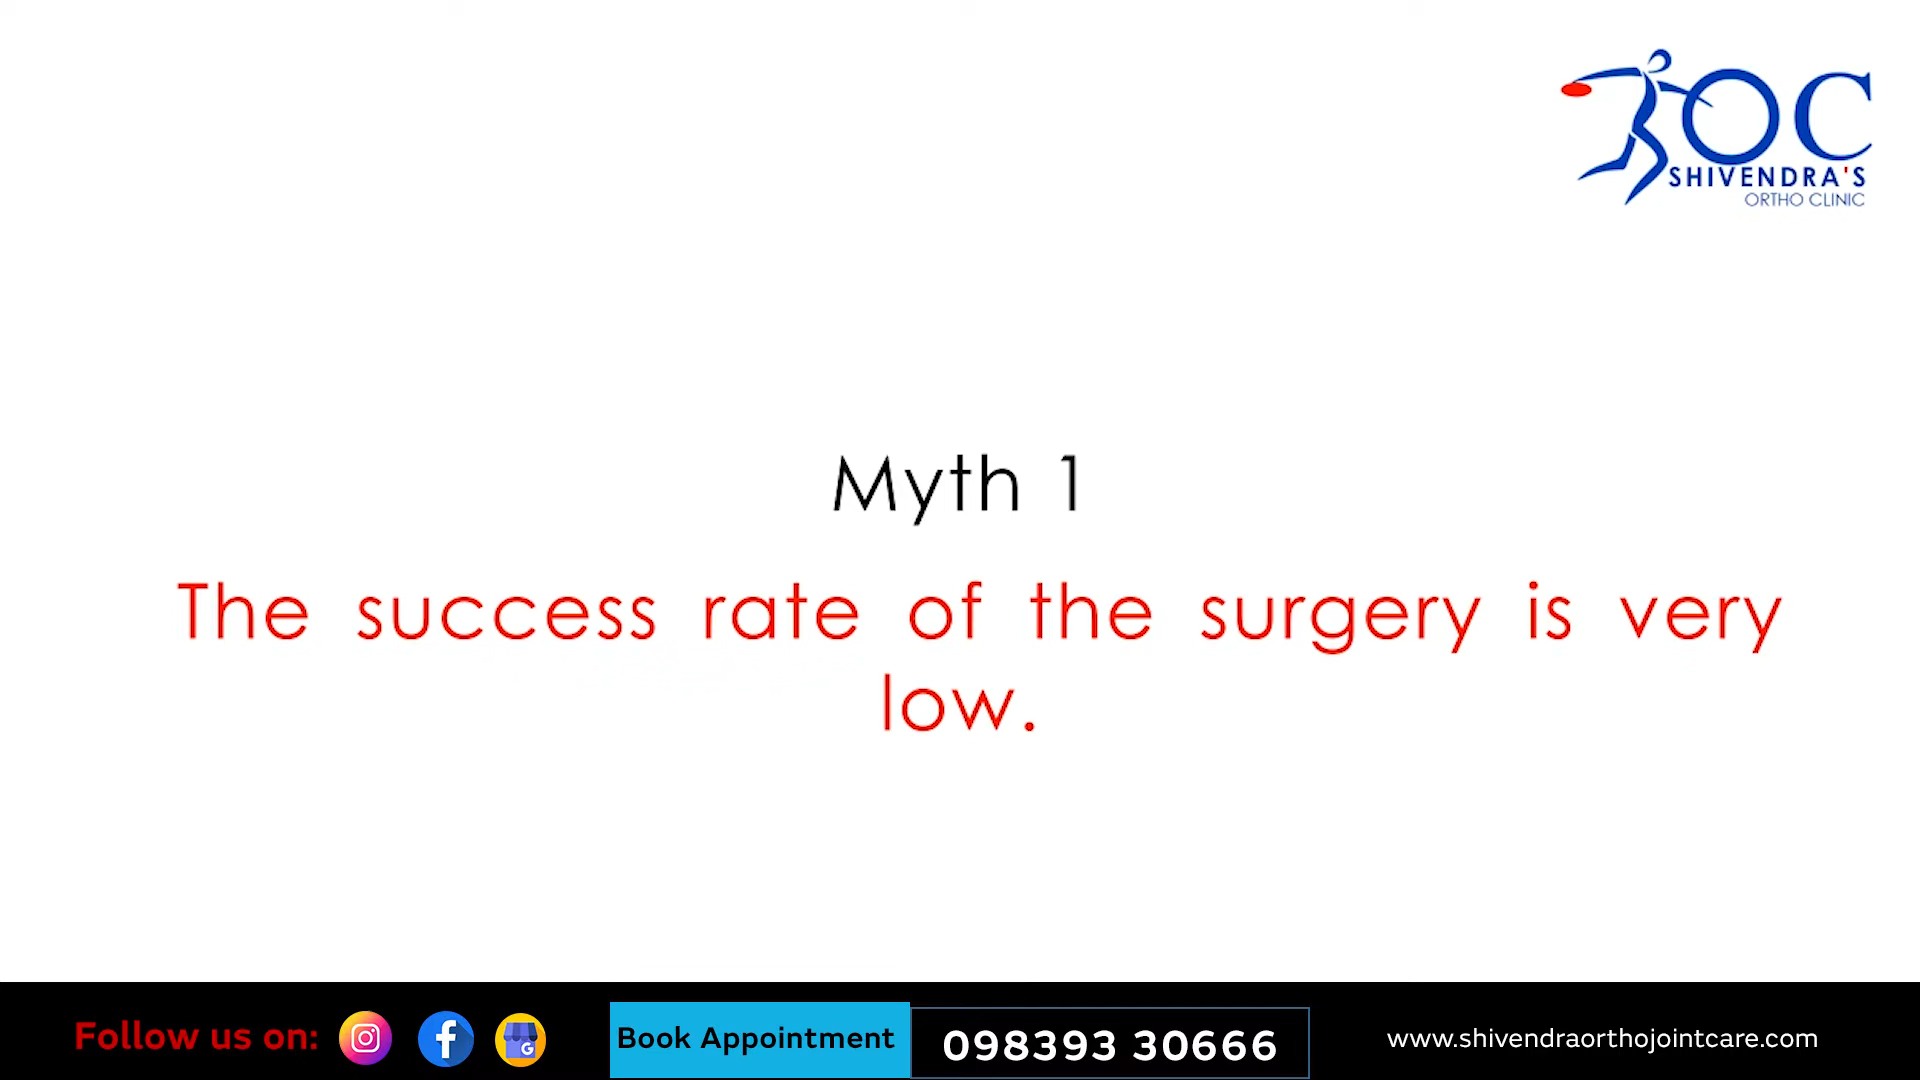 OC
SHIVENDRA'S
ORTHO CLINIC
Myth 1
The success rate of the surgery is very
low.
Follow us on:
Book Appointment
098393 30666
www.shivendraorthojointcare.com